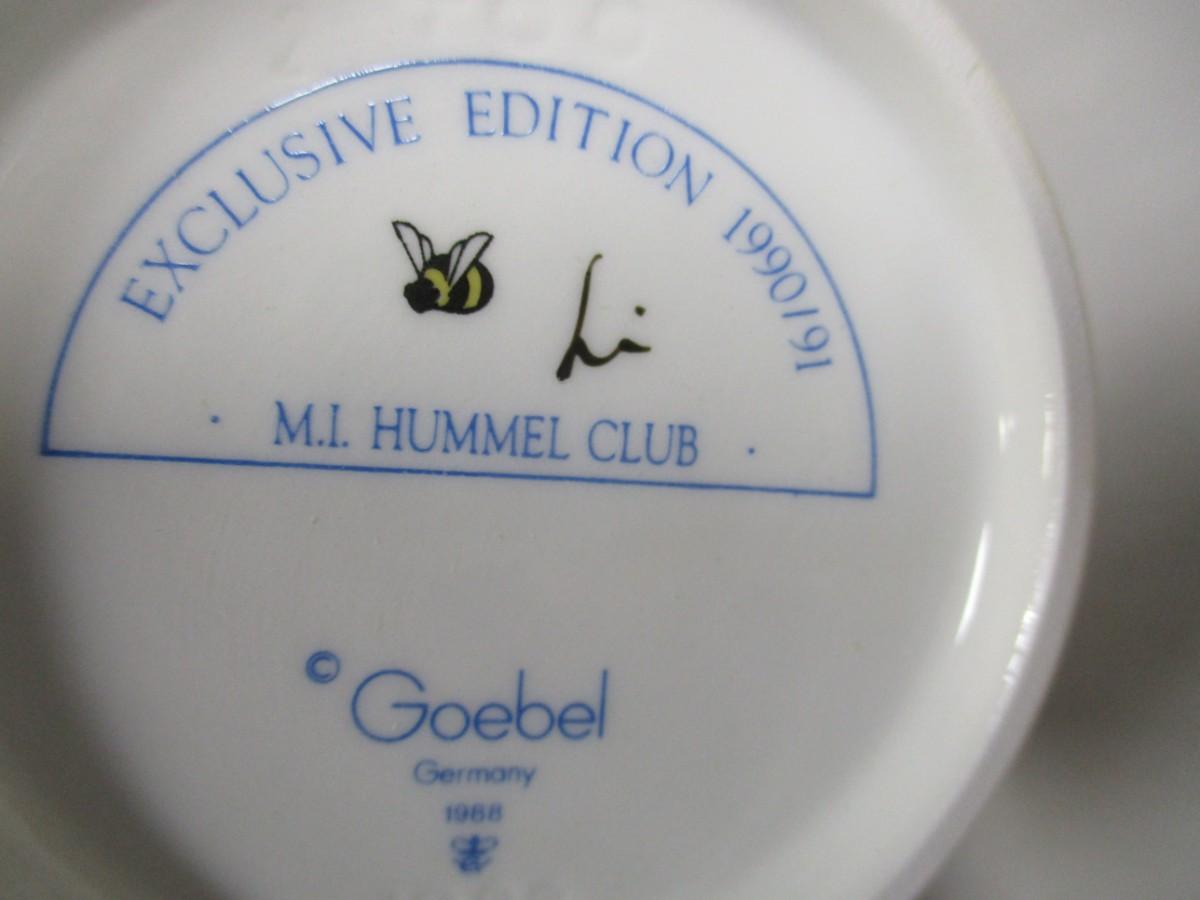 EXCLUSIVE EDITION 1990/91
· M.I. HUMMEL CLUB ·
© Goebel
Germany
1988